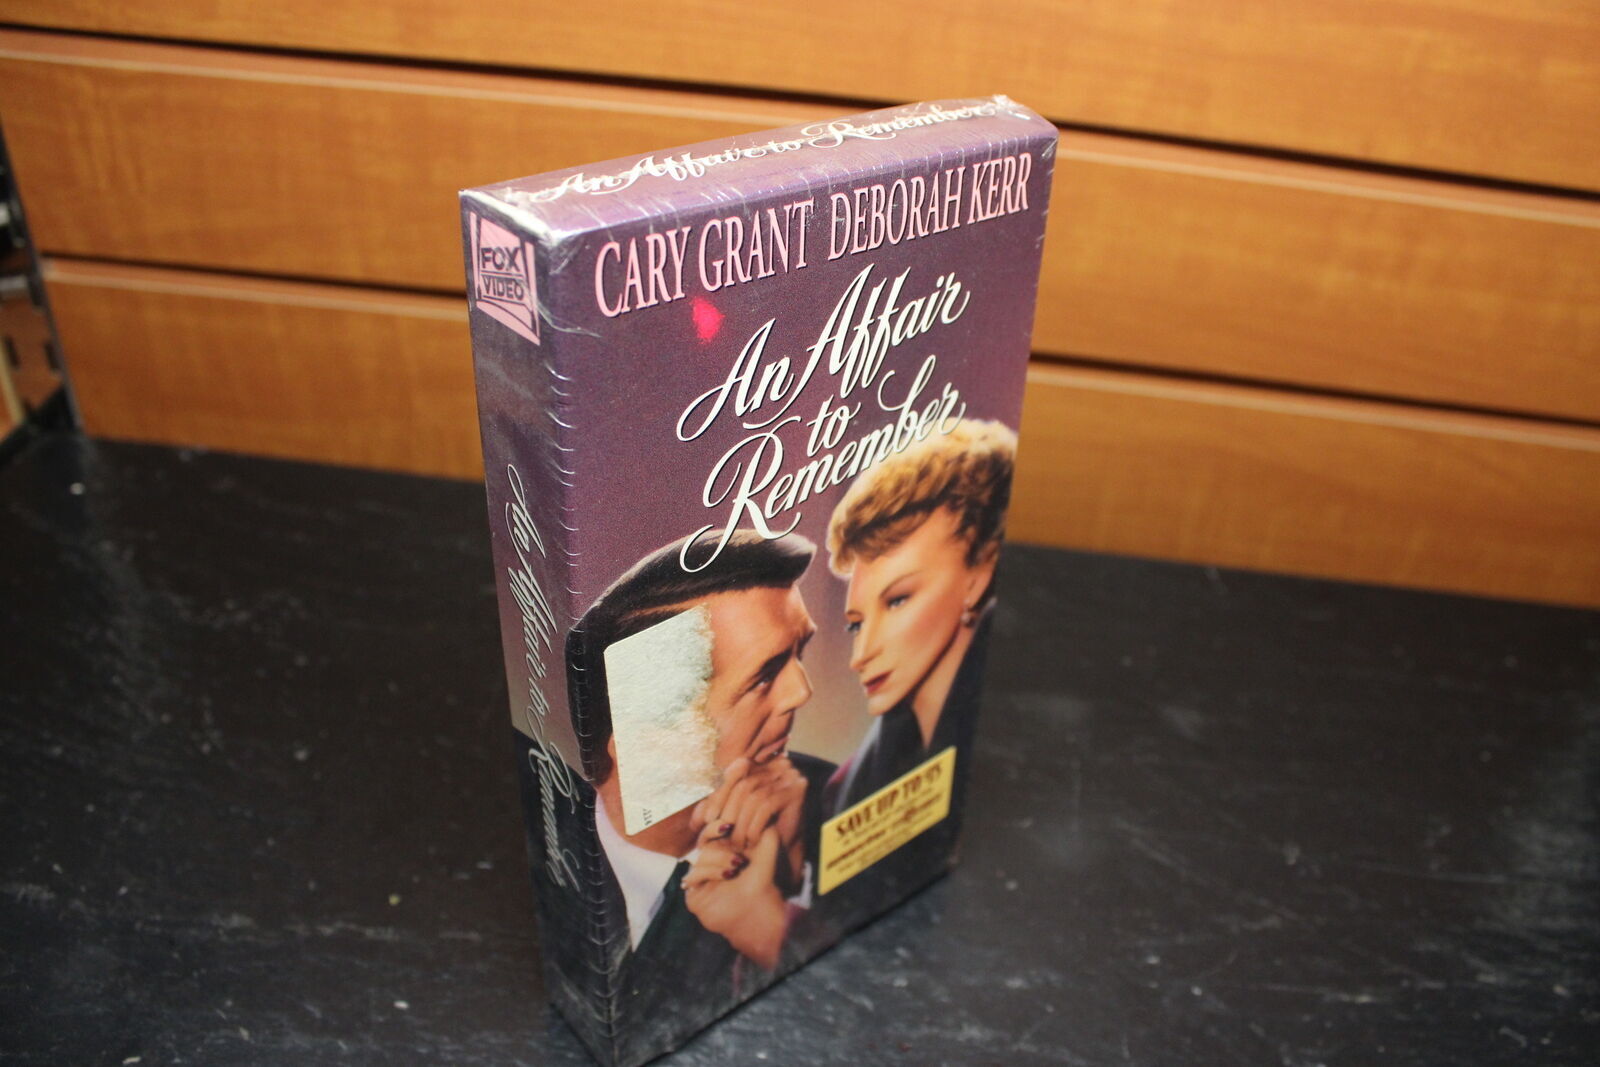 An Affair to Remember
CARY GRANT DEBORAH KERR
FOX
VIDEO
An Affair
to
Remember
An Affair to Remember
SAVE UP TO $5